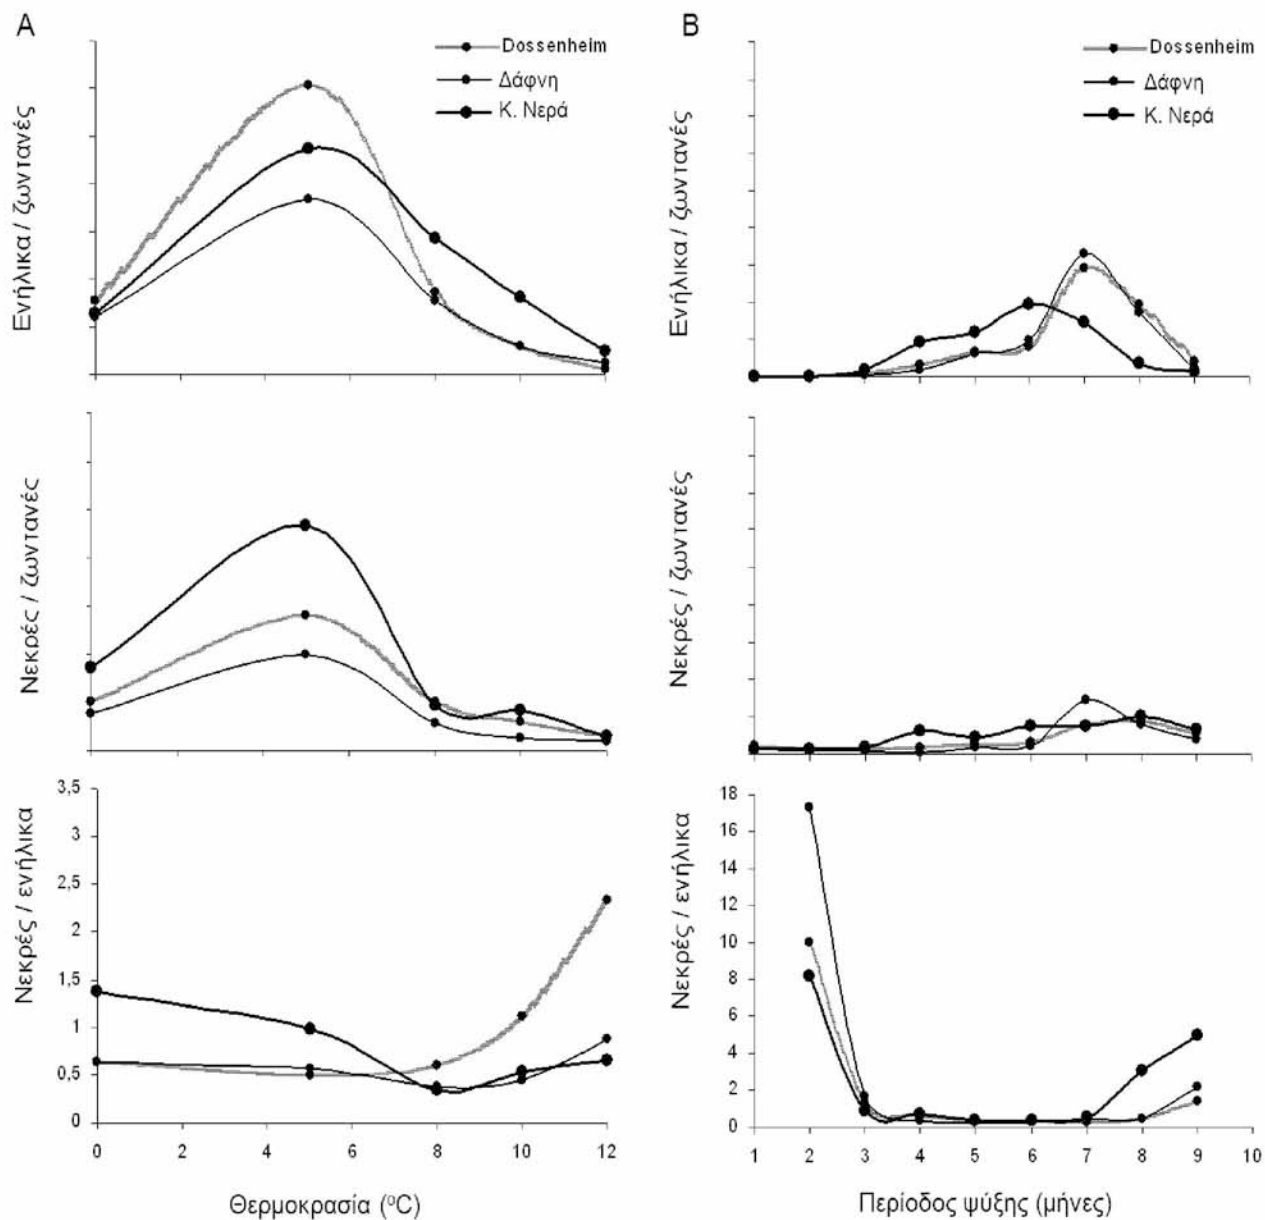 A
B
Dossenheim
Δάφνη
Κ. Νερά
Dossenheim
Δάφνη
Κ. Νερά
Ενήλικα / ζωντανές
Ενήλικα / ζωντανές
Νεκρές / ζωντανές
Νεκρές / ζωντανές
1 2 3 4 5 6 7 8 9 10
Νεκρές / ενήλικα
3,5
3
2,5
2
1,5
1
0,5
0
0 2 4 6 8 10 12
Θερμοκρασία (ºC)
Νεκρές / ενήλικα
18
16
14
12
10
8
6
4
2
0
Περίοδος ψύξης (μήνες)